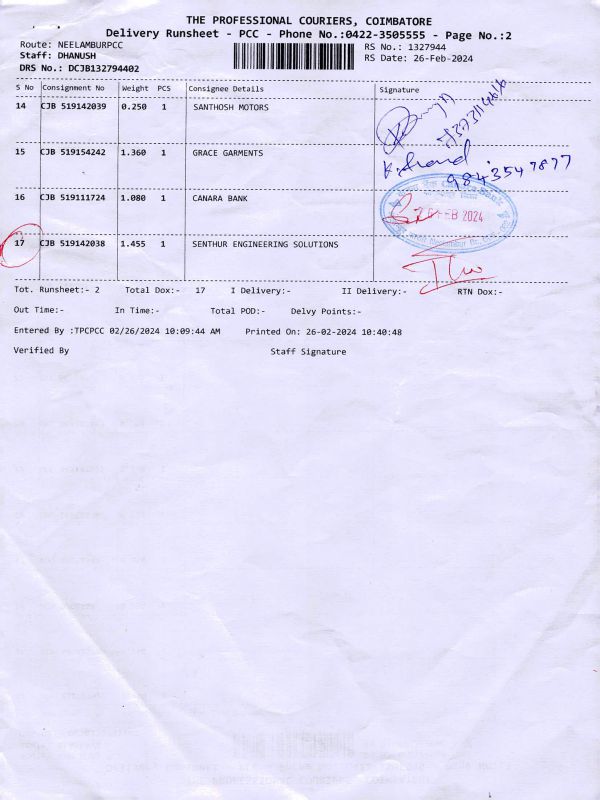 THE PROFESSIONAL COURIERS, COIMBATORE
Delivery Runsheet - PCC - Phone No.:0422-3505555 - Page No.:2
Route: NEELAMBURPCC
RS No.: 1327944
Staff: DHANUSH
RS Date: 26-Feb-2024
DRS No.: DCJB132794402
S No Consignment No Weight PCS Consignee Details Signature
14 CJB 519142039 0.250 1 SANTHOSH MOTORS
15 CJB 519154242 1.360 1 GRACE GARMENTS
9843547877
16 CJB 519111724 1.080 1 CANARA BANK
FEB 2024
17 CJB 519142038 1.455 1 SENTHUR ENGINEERING SOLUTIONS
Tot. Runsheet:- 2 Total Dox:- 17 I Delivery:- II Delivery:- RTN Dox:-
Out Time:- In Time:- Total POD:- Delvy Points:-
Entered By :TPCPCC 02/26/2024 10:09:44 AM Printed On: 26-02-2024 10:40:48
Verified By Staff Signature